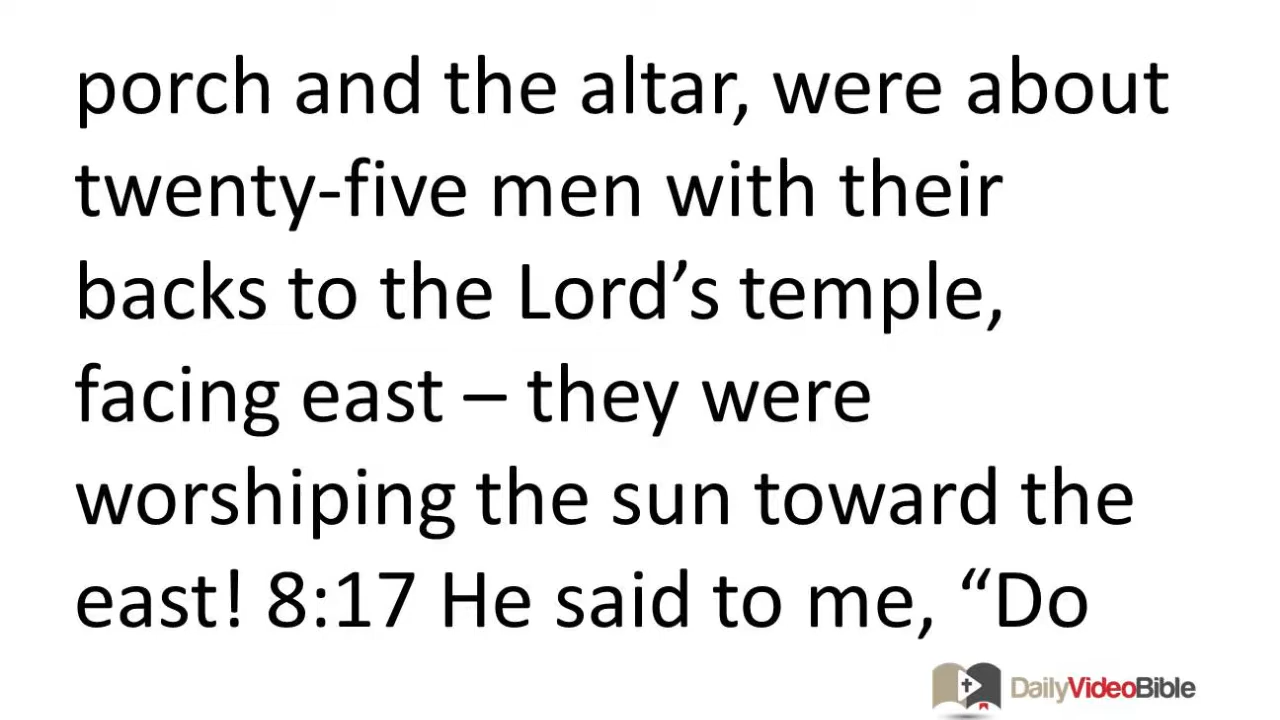 porch and the altar, were about
twenty-five men with their
backs to the Lord’s temple,
facing east – they were
worshiping the sun toward the
east! 8:17 He said to me, “Do
DailyVideoBible